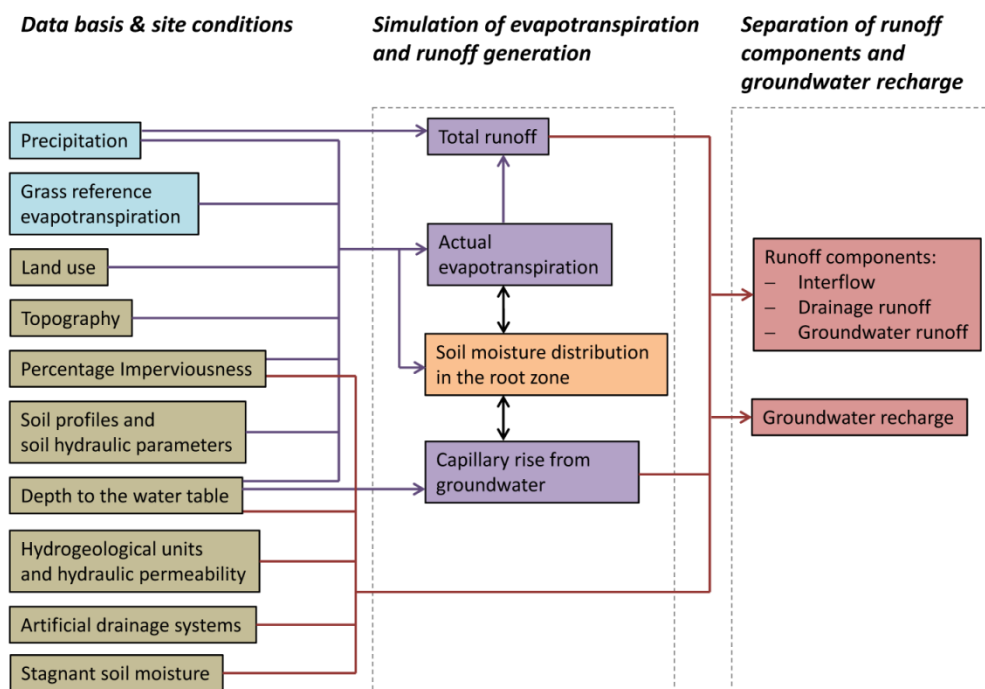 Data basis & site conditions
Simulation of evapotranspiration
and runoff generation
Separation of runoff
components and
groundwater recharge
Precipitation
Grass reference
evapotranspiration
Land use
Topography
Percentage Imperviousness
Soil profiles and
soil hydraulic parameters
Depth to the water table
Hydrogeological units
and hydraulic permeability
Artificial drainage systems
Stagnant soil moisture
Total runoff
Actual
evapotranspiration
Soil moisture distribution
in the root zone
Capillary rise from
groundwater
Runoff components:
– Interflow
– Drainage runoff
– Groundwater runoff
Groundwater recharge